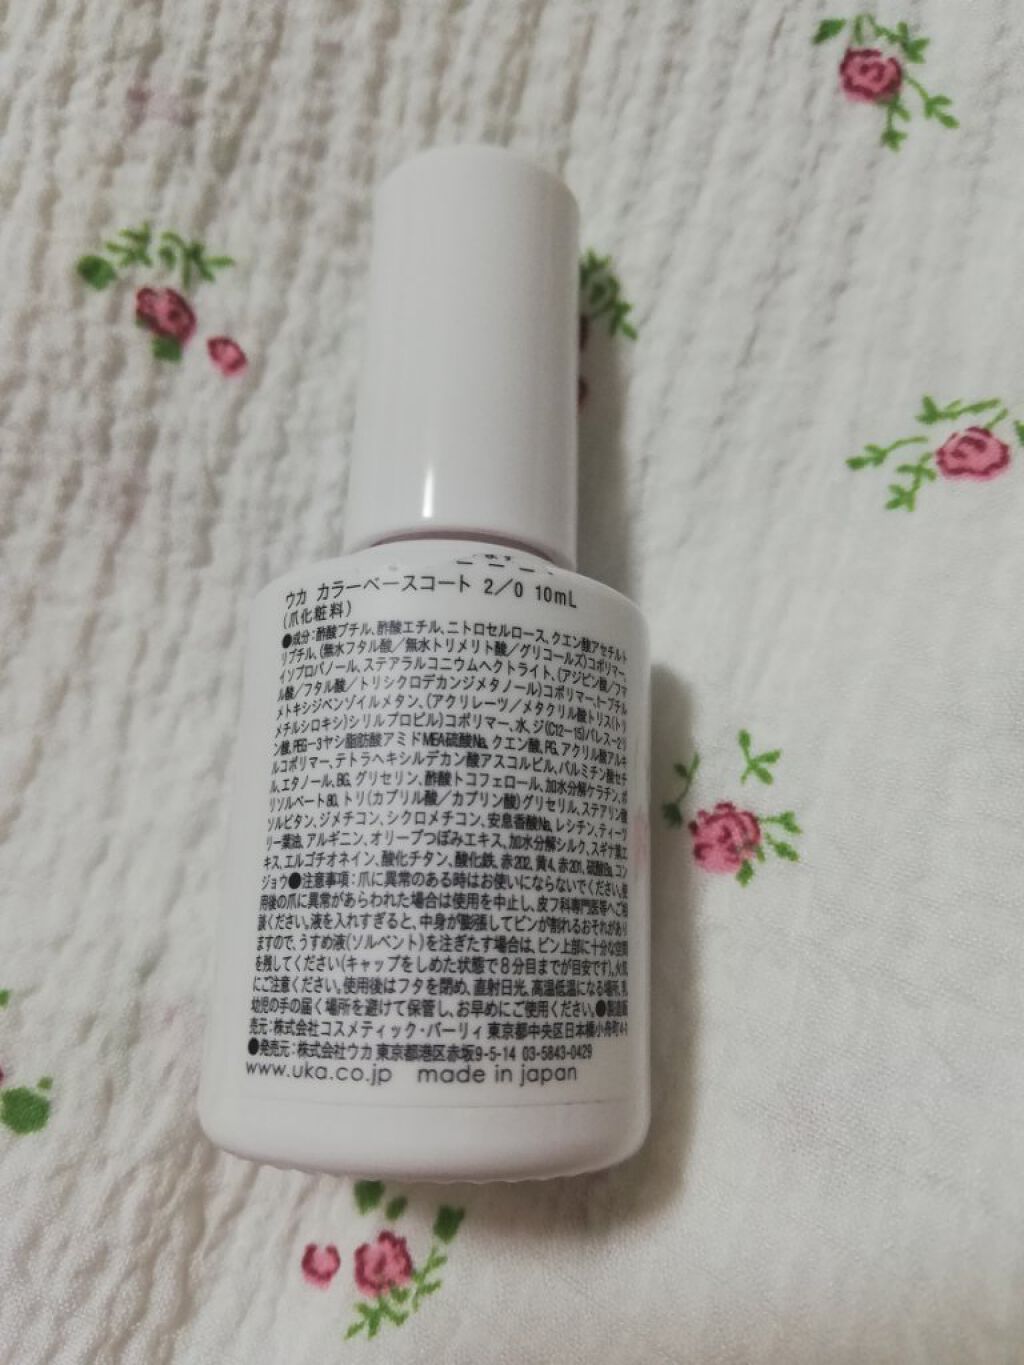 ウカ カラーベースコート 2/0 10mL
(爪化粧料)
●成分:酢酸ブチル、酢酸エチル、ニトロセルロース、クエン酸アセチルト
リブチル、(無水フタル酸/無水トリメリト酸/グリコールズ)コポリマー、
イソプロパノール、ステアラルコニウムヘクトライト、(アジピン酸/フマ
ル酸/フタル酸/トリシクロデカンジメタノール)コポリマー、t-ブチル
メトキシジベンゾイルメタン、(アクリレーツ/メタクリル酸トリス(トリ
メチルシロキシ)シリルプロピル)コポリマー、水、ジ(C12-15)パレス-2リ
ン酸、PEG-3ヤシ脂肪酸アミドMEA硫酸Na、クエン酸、PG、アクリル酸アルキ
ルコポリマー、テトラヘキシルデカン酸アスコルビル、パルミチン酸セチ
ル、エタノール、BG、グリセリン、酢酸トコフェロール、加水分解ケラチン、ポ
リソルベート80、トリ(カプリル酸/カプリン酸)グリセリル、ステアリン酸
ソルビタン、ジメチコン、シクロメチコン、安息香酸Na、レシチン、ティーツ
リー葉油、アルギニン、オリーブつぼみエキス、加水分解シルク、スギナ葉エ
キス、エルゴチオネイン、酸化チタン、酸化鉄、赤202、黄4、赤201、硫酸Ba、コン
ジョウ●注意事項:爪に異常のある時はお使いにならないでください。使
用後の爪に異常があらわれた場合は使用を中止し、皮フ科専門医等へご相
談ください。液を入れすぎると、中身が膨張してビンが割れるおそれがあり
ますので、うすめ液(ソルベント)を注ぎたす場合は、ビン上部に十分な空間
を残してください(キャップをしめた状態で8分目までが目安です)。火気
にご注意ください。使用後はフタを閉め、直射日光、高温低温になる場所、乳
幼児の手の届く場所を避けて保管し、お早めにご使用ください。●製造販
売元:株式会社コスメティック・バーリィ 東京都中央区日本橋小舟町4-
●発売元:株式会社ウカ 東京都港区赤坂9-5-14 03-5843-0429
www.uka.co.jp made in japan